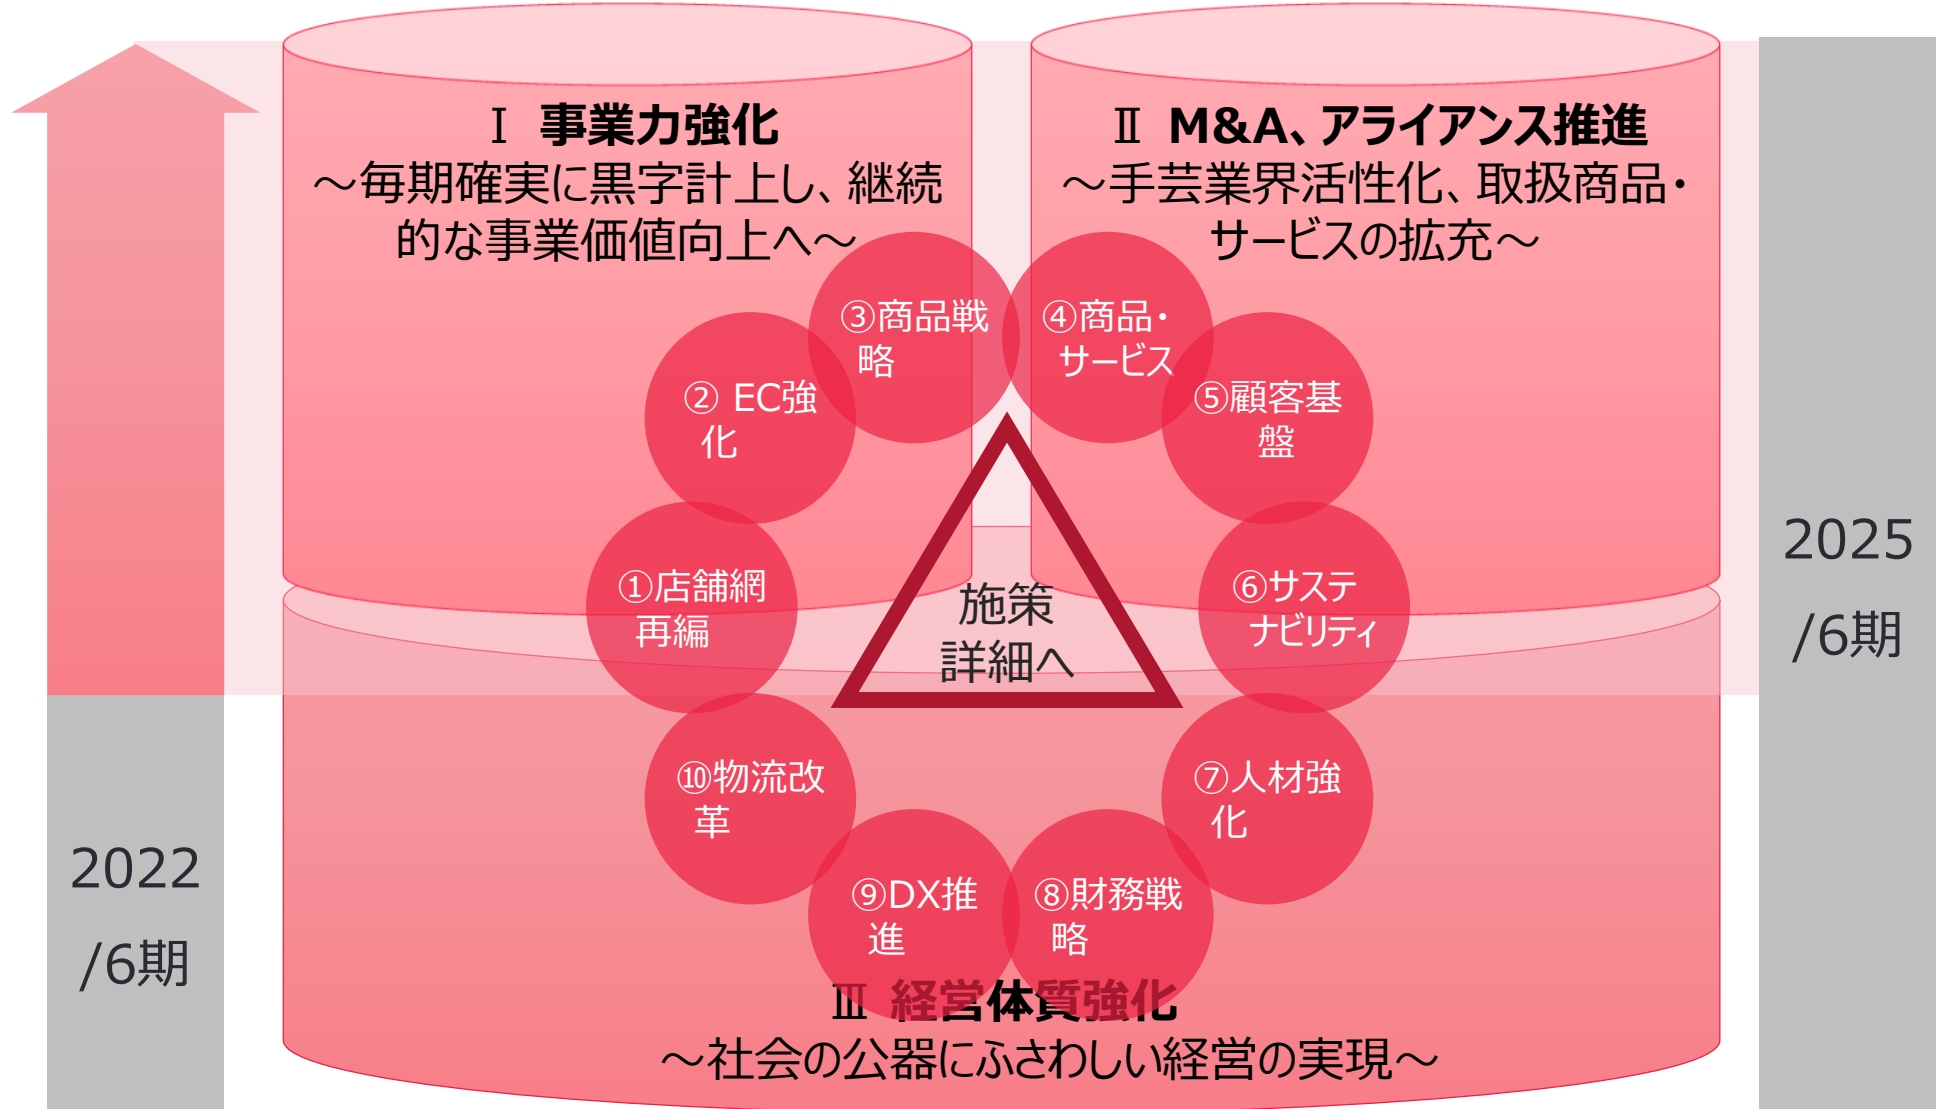 Ⅰ 事業力強化
～毎期確実に黒字計上し、継続
的な事業価値向上へ～
Ⅱ M&A、アライアンス推進
～手芸業界活性化、取扱商品・
サービスの拡充～
③商品戦
略
④商品・
サービス
② EC強
化
⑤顧客基
盤
①店舗網
再編
⑥サステ
ナビリティ
施策
詳細へ
⑩物流改
革
⑦人材強
化
⑨DX推
進
⑧財務戦
略
Ⅲ 経営体質強化
～社会の公器にふさわしい経営の実現～
2022
/6期
2025
/6期